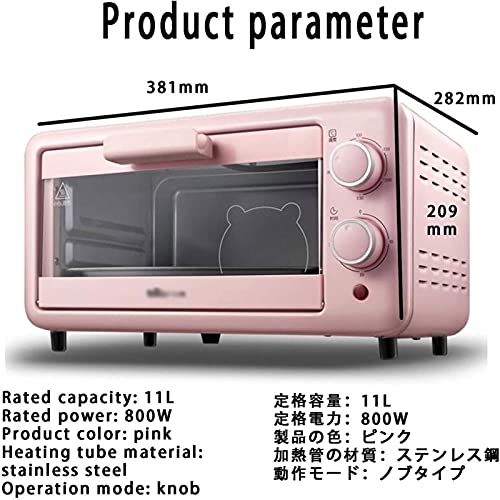 Product parameter
381mm
282mm
209
mm
Rated capacity: 11L
Rated power: 800W
Product color: pink
Heating tube material:
stainless steel
Operation mode: knob
定格容量: 11L
定格電力: 800W
製品の色: ピンク
加熱管の材質: ステンレス鋼
動作モード: ノブタイプ